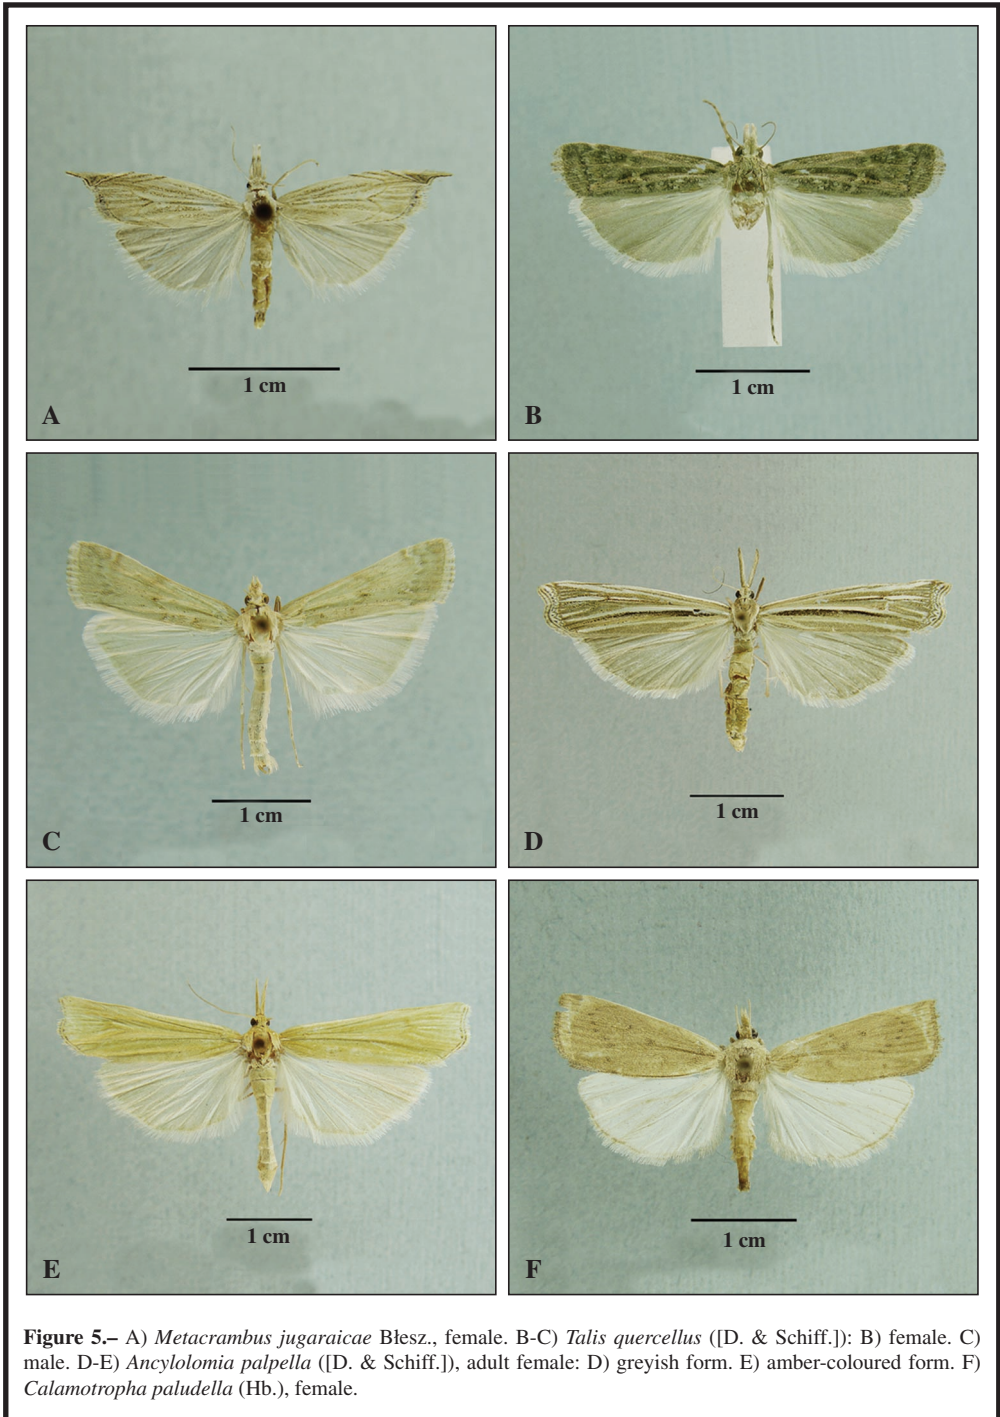 1 cm
A
1 cm
B
1 cm
C
1 cm
D
1 cm
E
1 cm
F
Figure 5.– A) Metacrambus jugaraicae Błesz., female. B-C) Talis quercellus ([D. & Schiff.]): B) female. C)
male. D-E) Ancylolomia palpella ([D. & Schiff.]), adult female: D) greyish form. E) amber-coloured form. F)
Calamotropha paludella (Hb.), female.